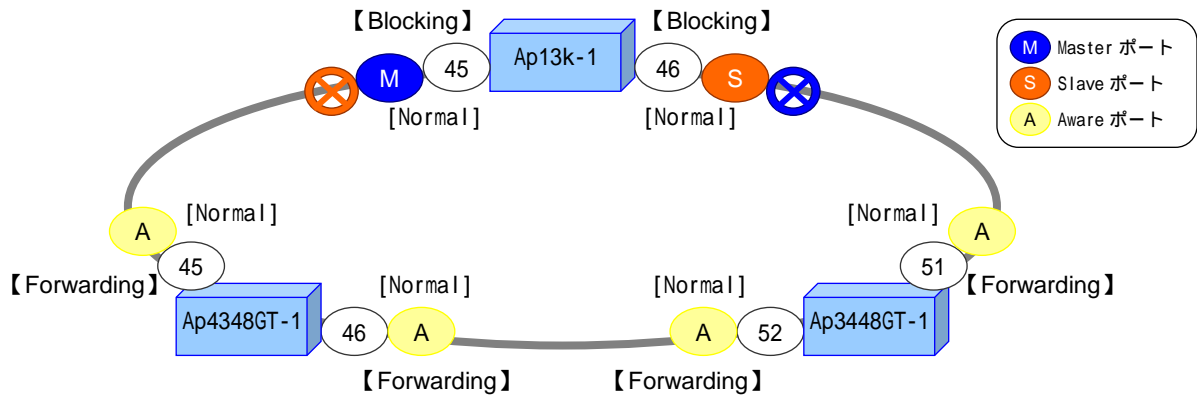 【Blocking】
【Blocking】
M
45
Ap13k-1
46
S
[Normal]
[Normal]
M Master ポート
S Slave ポート
A Aware ポート
A
[Normal]
45
【Forwarding】
[Normal]
A
51
【Forwarding】
Ap4348GT-1
[Normal]
46
A
【Forwarding】
[Normal]
A
52
【Forwarding】
Ap3448GT-1